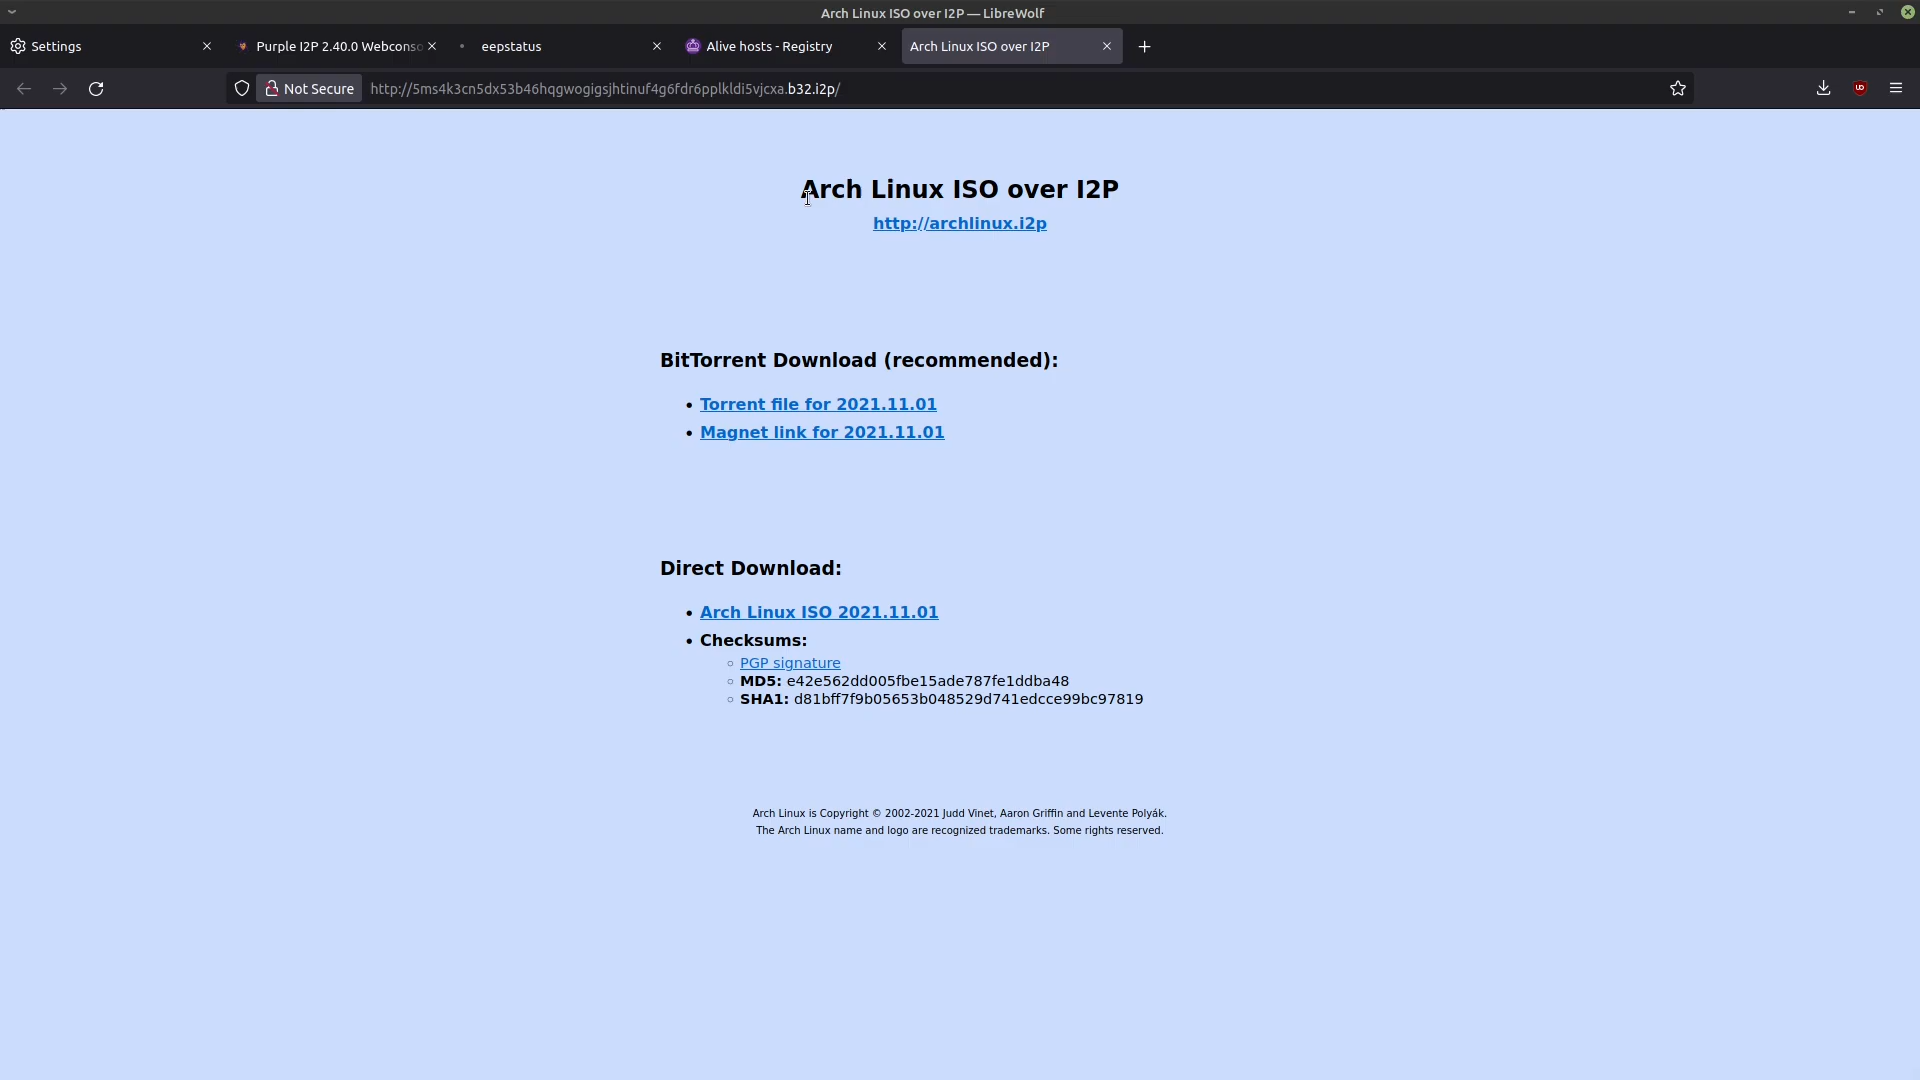 Arch Linux ISO over I2P — LibreWolf
Settings
Purple I2P 2.40.0 Webconso
eepstatus
Alive hosts - Registry
Arch Linux ISO over I2P
Not Secure
http://5ms4k3cn5dx53b46hqgwogigsjhtinuf4g6fdr6pplkldi5vjcxa.b32.i2p/
Arch Linux ISO over I2P
http://archlinux.i2p
BitTorrent Download (recommended):
• Torrent file for 2021.11.01
• Magnet link for 2021.11.01
Direct Download:
• Arch Linux ISO 2021.11.01
• Checksums:
◦ PGP signature
◦ MD5: e42e562dd005fbe15ade787fe1ddba48
◦ SHA1: d81bff7f9b05653b048529d741edcce99bc97819
Arch Linux is Copyright © 2002-2021 Judd Vinet, Aaron Griffin and Levente Polyák.
The Arch Linux name and logo are recognized trademarks. Some rights reserved.